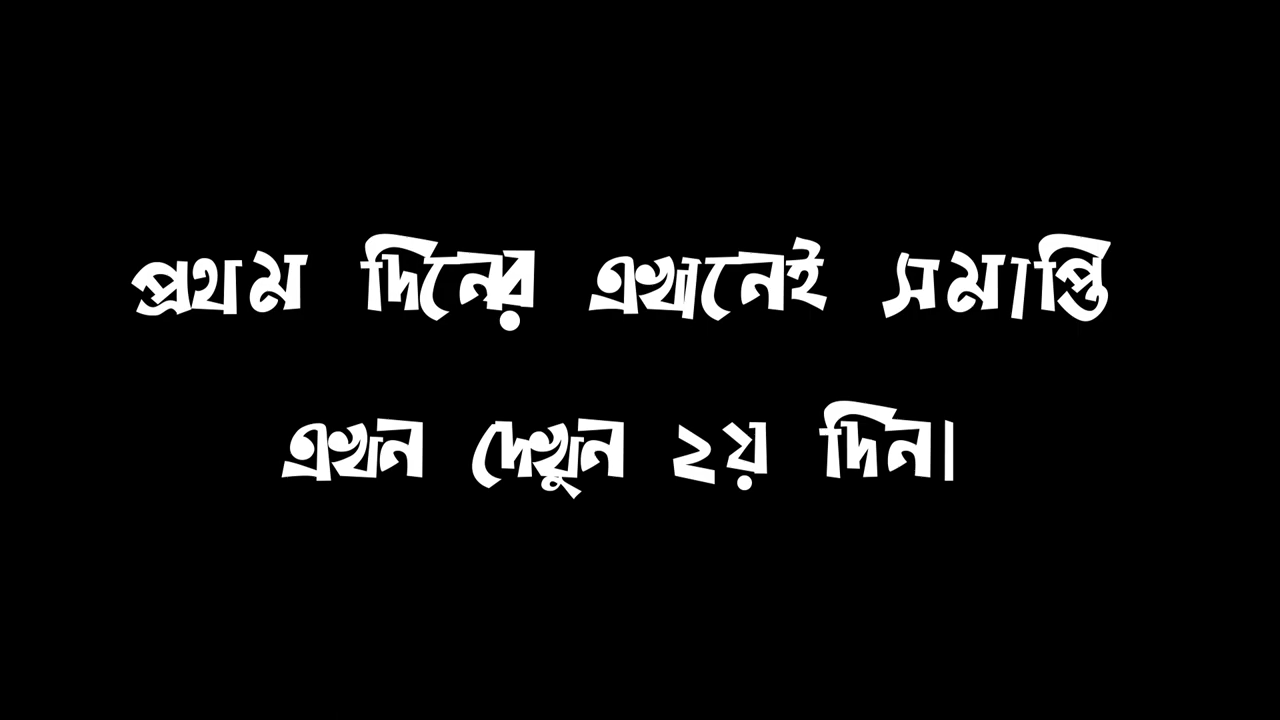 প্রথম দিনের এখানেই সমাপ্তি
এখন দেখুন ২য় দিন।